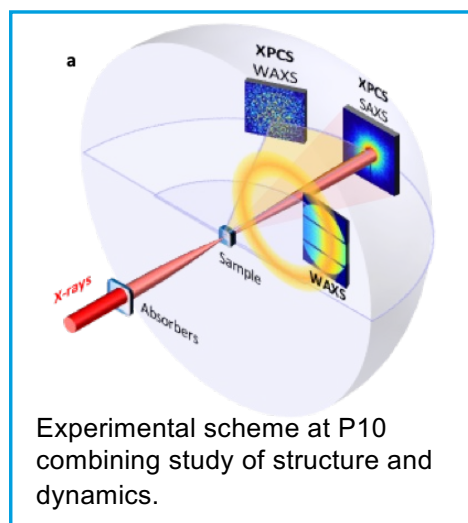 a
XPCS
WAXS
XPCS
SAXS
WAXS
Sample
X-rays
Absorbers
Experimental scheme at P10
combining study of structure and
dynamics.